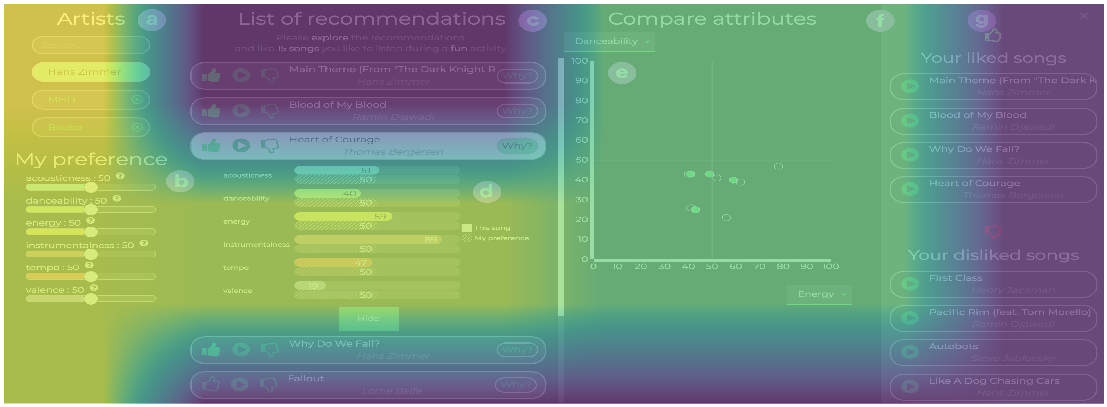 Artists
a
Hans Zimmer
MHD
Booba
My preference
b
acousticness : 50 ?
danceability : 50 ?
energy : 50 ?
instrumentalness : 50 ?
tempo : 50 ?
valence : 50 ?
List of recommendations
c
Please explore the recommendations
and like 15 songs you like to listen during a fun activity.
Main Theme (From "The Dark Knight R
Hans Zimmer
Why?
Blood of My Blood
Ramin Djawadi
Why?
Heart of Courage
Thomas Bergersen
Why?
acousticness
51
50
d
danceability
40
50
energy
59
50
This song
My preference
instrumentalness
89
50
tempo
47
50
valence
19
50
Hide
Why Do We Fall?
Hans Zimmer
Why?
Fallout
Lorne Balfe
Why?
Compare attributes
f
Danceability
e
100
90
80
70
60
50
40
30
20
10
0
0 10 20 30 40 50 60 70 80 90 100
Energy
g
Your liked songs
Main Theme (From "The Dark K
Hans Zimmer
Blood of My Blood
Ramin Djawadi
Why Do We Fall?
Hans Zimmer
Heart of Courage
Thomas Bergersen
Your disliked songs
First Class
Henry Jackman
Pacific Rim (feat. Tom Morello)
Ramin Djawadi
Autobots
Steve Jablonsky
Like A Dog Chasing Cars
Hans Zimmer